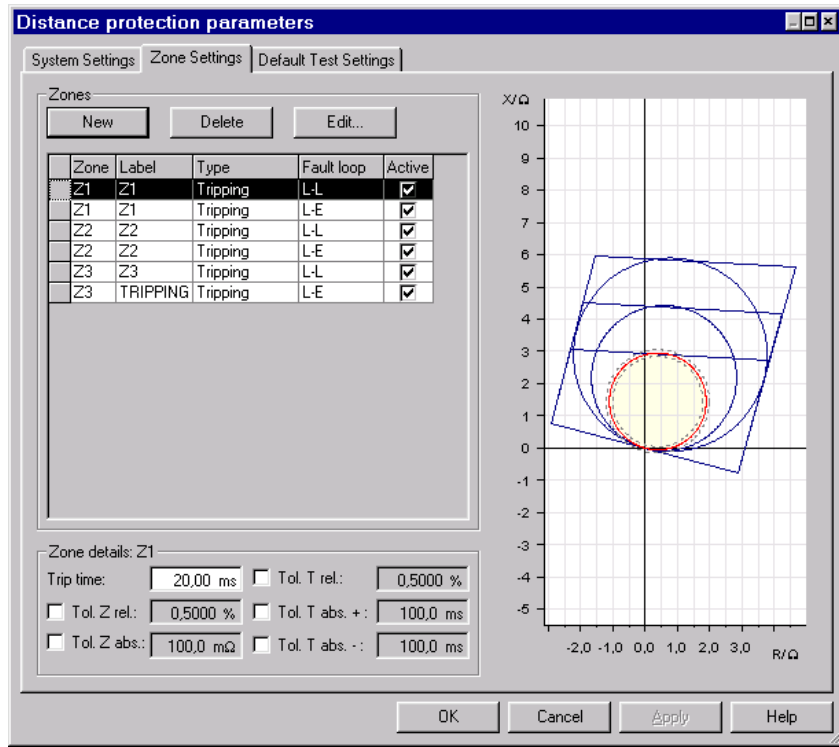 Distance protection parameters
System Settings Zone Settings Default Test Settings
Zones
New Delete Edit...
Zone Label Type Fault loop Active
Z1 Z1 Tripping L-L
Z1 Z1 Tripping L-E
Z2 Z2 Tripping L-L
Z2 Z2 Tripping L-E
Z3 Z3 Tripping L-L
Z3 TRIPPING Tripping L-E
Zone details: Z1
Trip time: 20,00 ms Tol. T rel.: 0,5000 %
Tol. Z rel.: 0,5000 % Tol. T abs. + : 100,0 ms
Tol. Z abs.: 100,0 mΩ Tol. T abs. - : 100,0 ms
X/Ω
10
9
8
7
6
5
4
3
2
1
0
-1
-2
-3
-4
-5
-2,0 -1,0 0,0 1,0 2,0 3,0 R/Ω
OK Cancel Apply Help